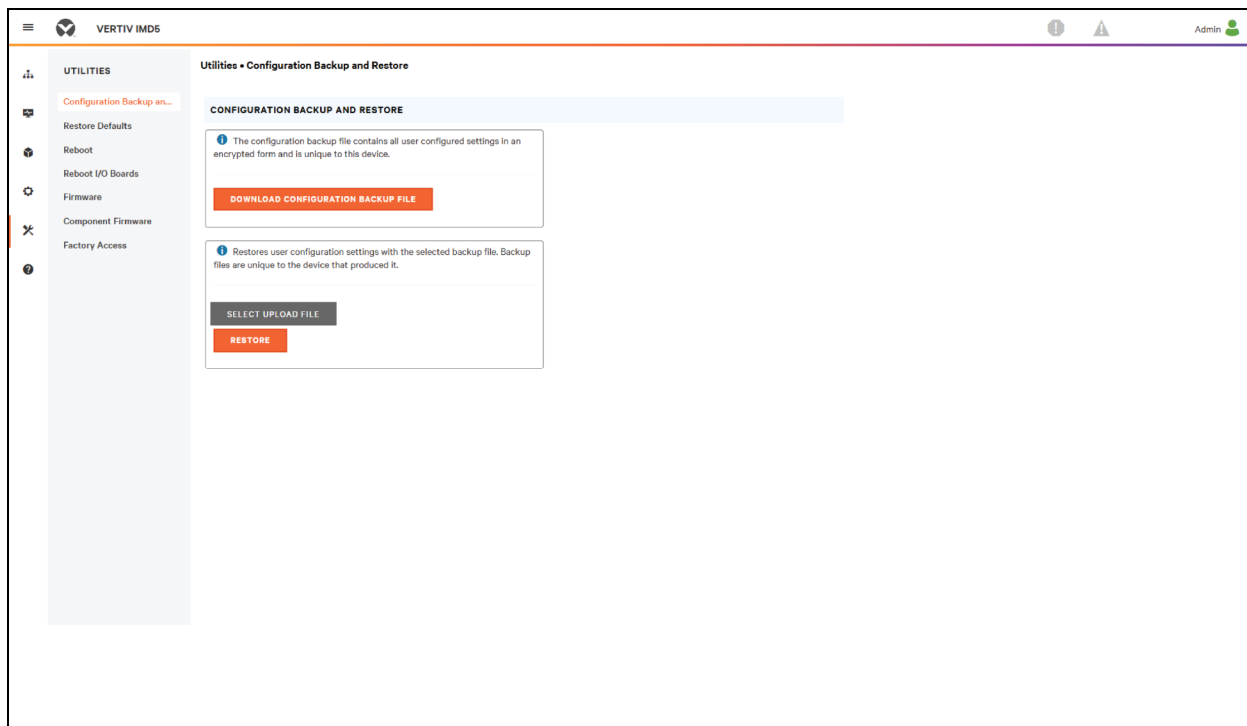 VERTIV IMD5
Admin
UTILITIES
Configuration Backup an...
Restore Defaults
Reboot
Reboot I/O Boards
Firmware
Component Firmware
Factory Access
Utilities • Configuration Backup and Restore
CONFIGURATION BACKUP AND RESTORE
The configuration backup file contains all user configured settings in an
encrypted form and is unique to this device.
DOWNLOAD CONFIGURATION BACKUP FILE
Restores user configuration settings with the selected backup file. Backup
files are unique to the device that produced it.
SELECT UPLOAD FILE
RESTORE